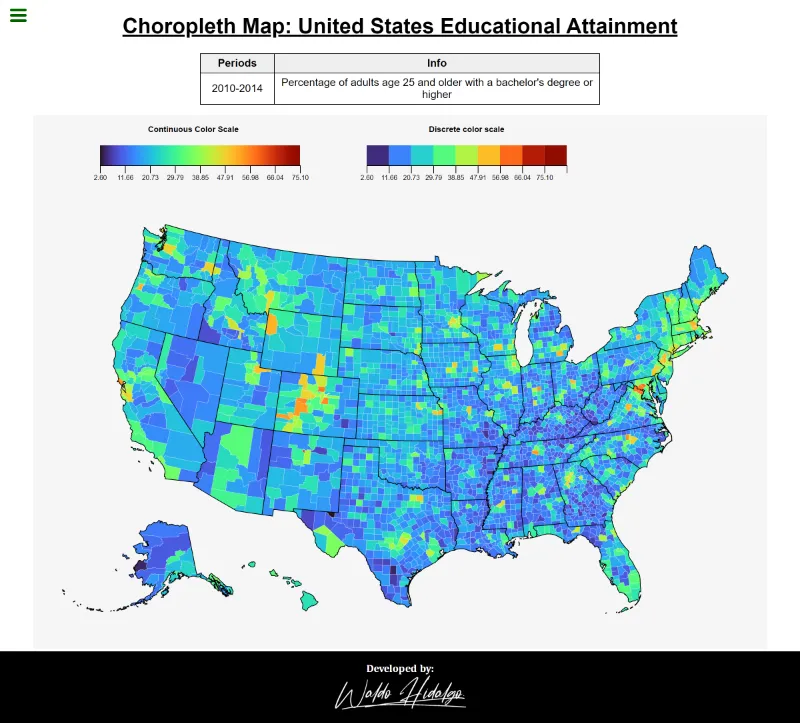 Choropleth Map: United States Educational Attainment
Periods Info
2010-2014 Percentage of adults age 25 and older with a bachelor's degree or
higher
Continuous Color Scale
2.60 11.66 20.73 29.79 38.85 47.91 56.98 66.04 75.10
Discrete color scale
2.60 11.66 20.73 29.79 38.85 47.91 56.98 66.04 75.10
Developed by:
Waldo Hidalgo.